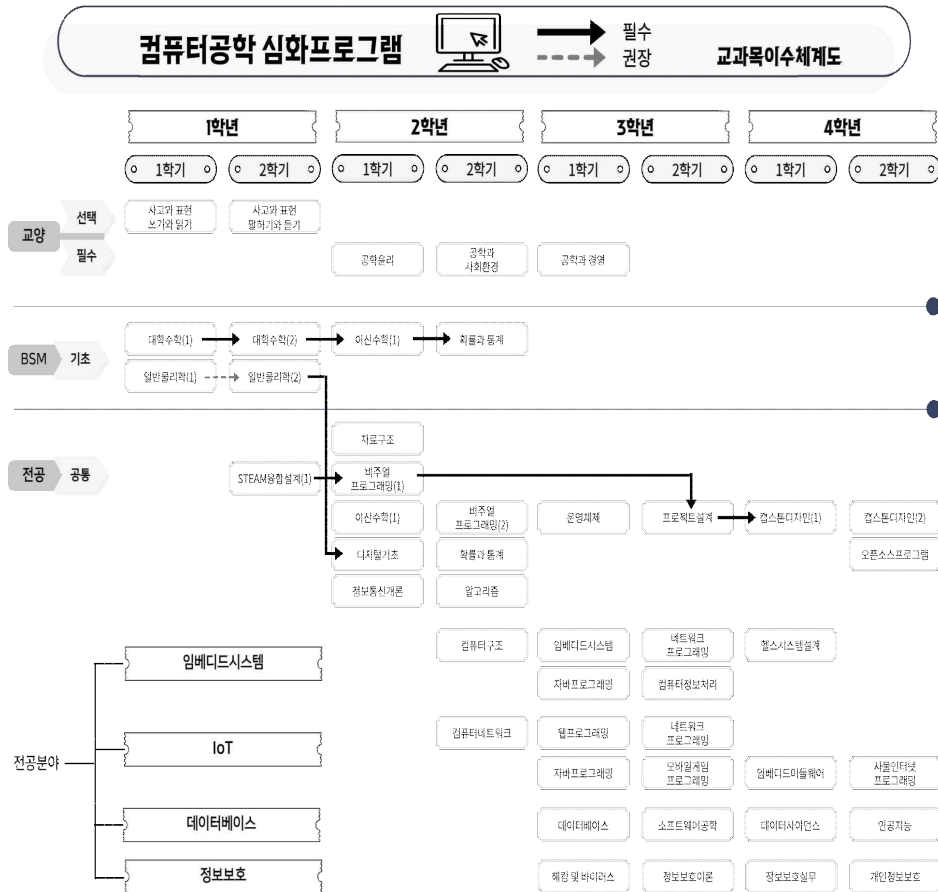 컴퓨터공학 심화프로그램
필수
권장
교과목이수체계도
1학년
2학년
3학년
4학년
1학기
2학기
1학기
2학기
1학기
2학기
1학기
2학기
교양
선택
사고와 표현
쓰기와 읽기
사고와 표현
말하기와 듣기
필수
공학윤리
공학과
사회환경
공학과 경영
BSM
기초
대학수학(1)
대학수학(2)
이산수학(1)
확률과 통계
일반물리학(1)
일반물리학(2)
전공
공통
자료구조
STEAM융합설계(1)
비주얼
프로그래밍(1)
이산수학(1)
비주얼
프로그래밍(2)
운영체제
프로젝트설계
캡스톤디자인(1)
캡스톤디자인(2)
디지털기초
확률과 통계
오픈소스프로그램
정보통신개론
알고리즘
전공분야
임베디드시스템
컴퓨터구조
임베디드시스템
네트워크
프로그래밍
헬스시스템설계
자바프로그래밍
컴퓨터정보처리
IoT
컴퓨터네트워크
웹프로그래밍
네트워크
프로그래밍
자바프로그래밍
모바일게임
프로그래밍
임베디드미들웨어
사물인터넷
프로그래밍
데이터베이스
데이터베이스
소프트웨어공학
데이터사이언스
인공지능
정보보호
해킹 및 바이러스
정보보호이론
정보보호실무
개인정보보호